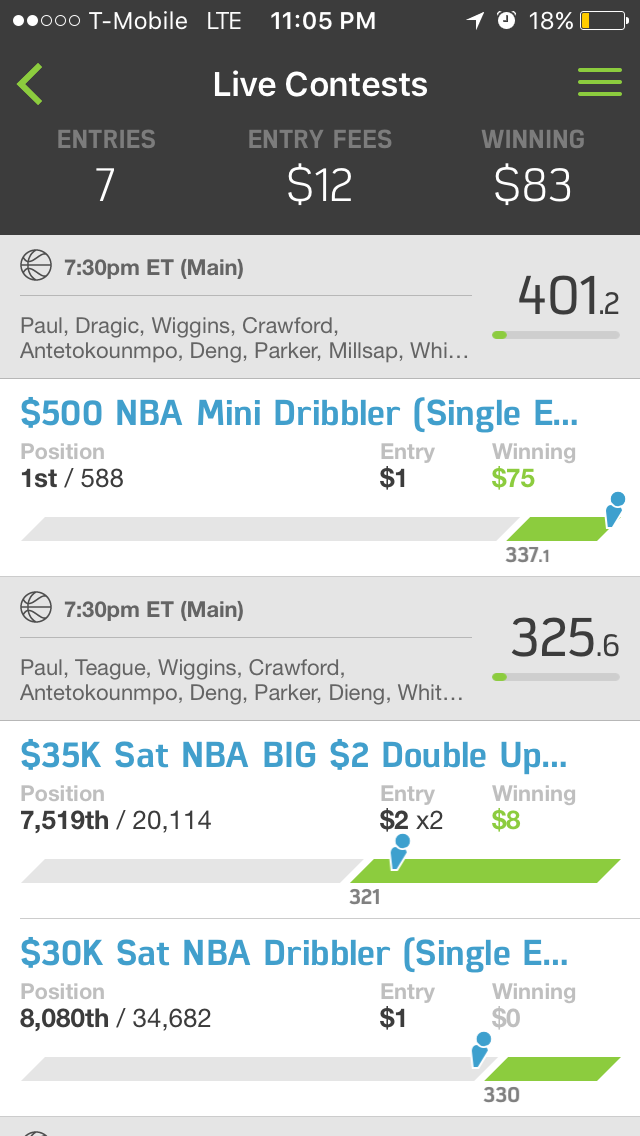 T-Mobile LTE 11:05 PM 18%
Live Contests
ENTRIES ENTRY FEES WINNING
7 $12 $83
7:30pm ET (Main)
401.2
Paul, Dragic, Wiggins, Crawford,
Antetokounmpo, Deng, Parker, Millsap, Whi...
$500 NBA Mini Dribbler (Single E...
Position Entry Winning
1st / 588 $1 $75
337.1
7:30pm ET (Main)
325.6
Paul, Teague, Wiggins, Crawford,
Antetokounmpo, Deng, Parker, Dieng, Whit...
$35K Sat NBA BIG $2 Double Up...
Position Entry Winning
7,519th / 20,114 $2 x2 $8
321
$30K Sat NBA Dribbler (Single E...
Position Entry Winning
8,080th / 34,682 $1 $0
330